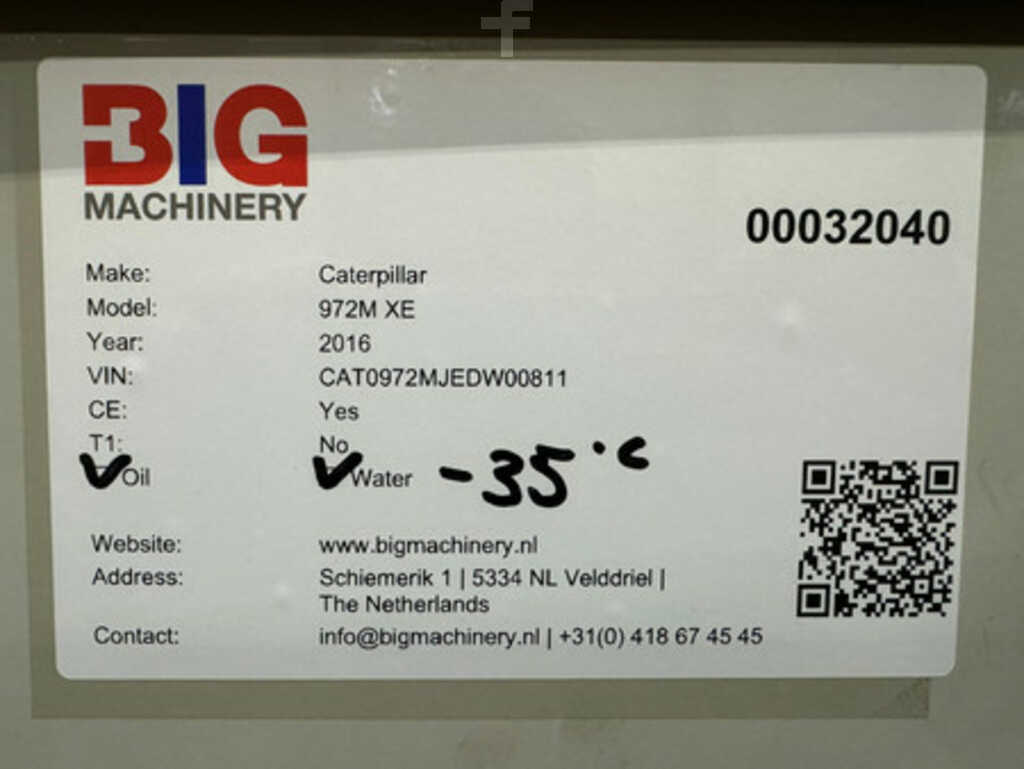 f
BIG
MACHINERY
00032040
Make: Caterpillar
Model: 972M XE
Year: 2016
VIN: CAT0972MJEDW00811
CE: Yes
T1: No
✓Oil ✓Water -35°C
Website: www.bigmachinery.nl
Address: Schiemerik 1 | 5334 NL Velddriel |
The Netherlands
Contact: info@bigmachinery.nl | +31(0) 418 67 45 45